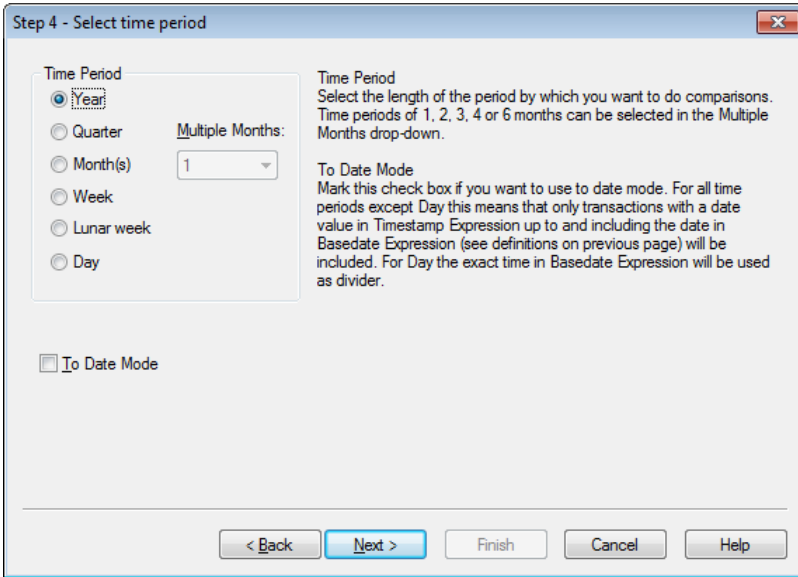 Step 4 - Select time period
Time Period
Year
Quarter
Multiple Months:
Month(s)
1
Week
Lunar week
Day
To Date Mode
Time Period
Select the length of the period by which you want to do comparisons.
Time periods of 1, 2, 3, 4 or 6 months can be selected in the Multiple
Months drop-down.
To Date Mode
Mark this check box if you want to use to date mode. For all time
periods except Day this means that only transactions with a date
value in Timestamp Expression up to and including the date in
Basedate Expression (see definitions on previous page) will be
included. For Day the exact time in Basedate Expression will be used
as divider.
< Back
Next >
Finish
Cancel
Help